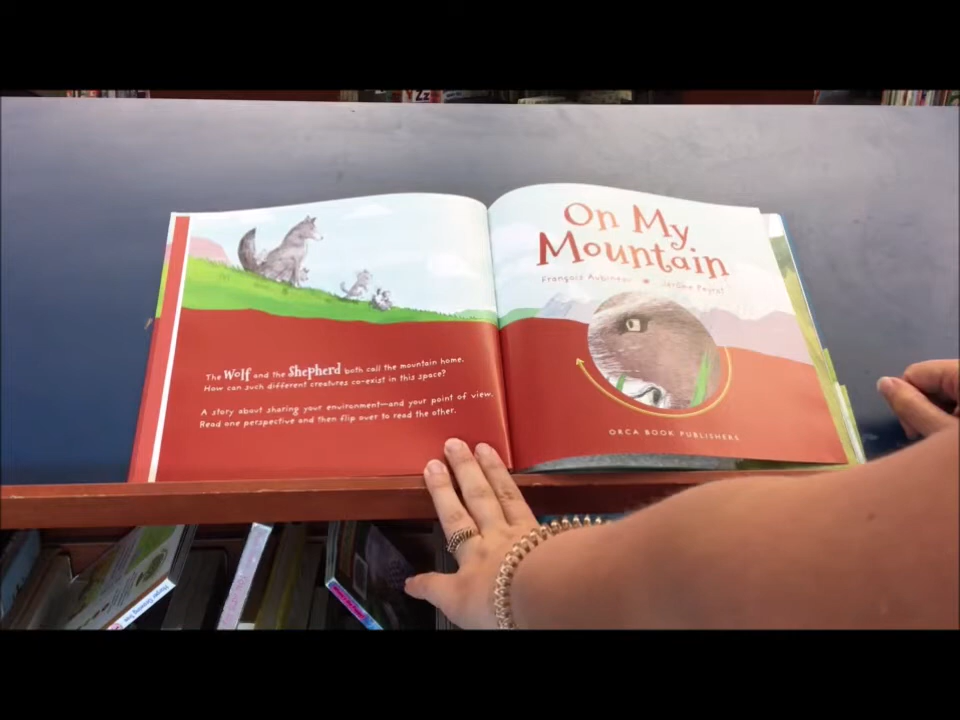 The Wolf and the Shepherd both call the mountain home.
How can such different creatures co-exist in this space?
A story about sharing your environment—and your point of view.
Read one perspective and then flip over to read the other.
On My
Mountain
François Aubineau Jérôme Peyrat
ORCA BOOK PUBLISHERS